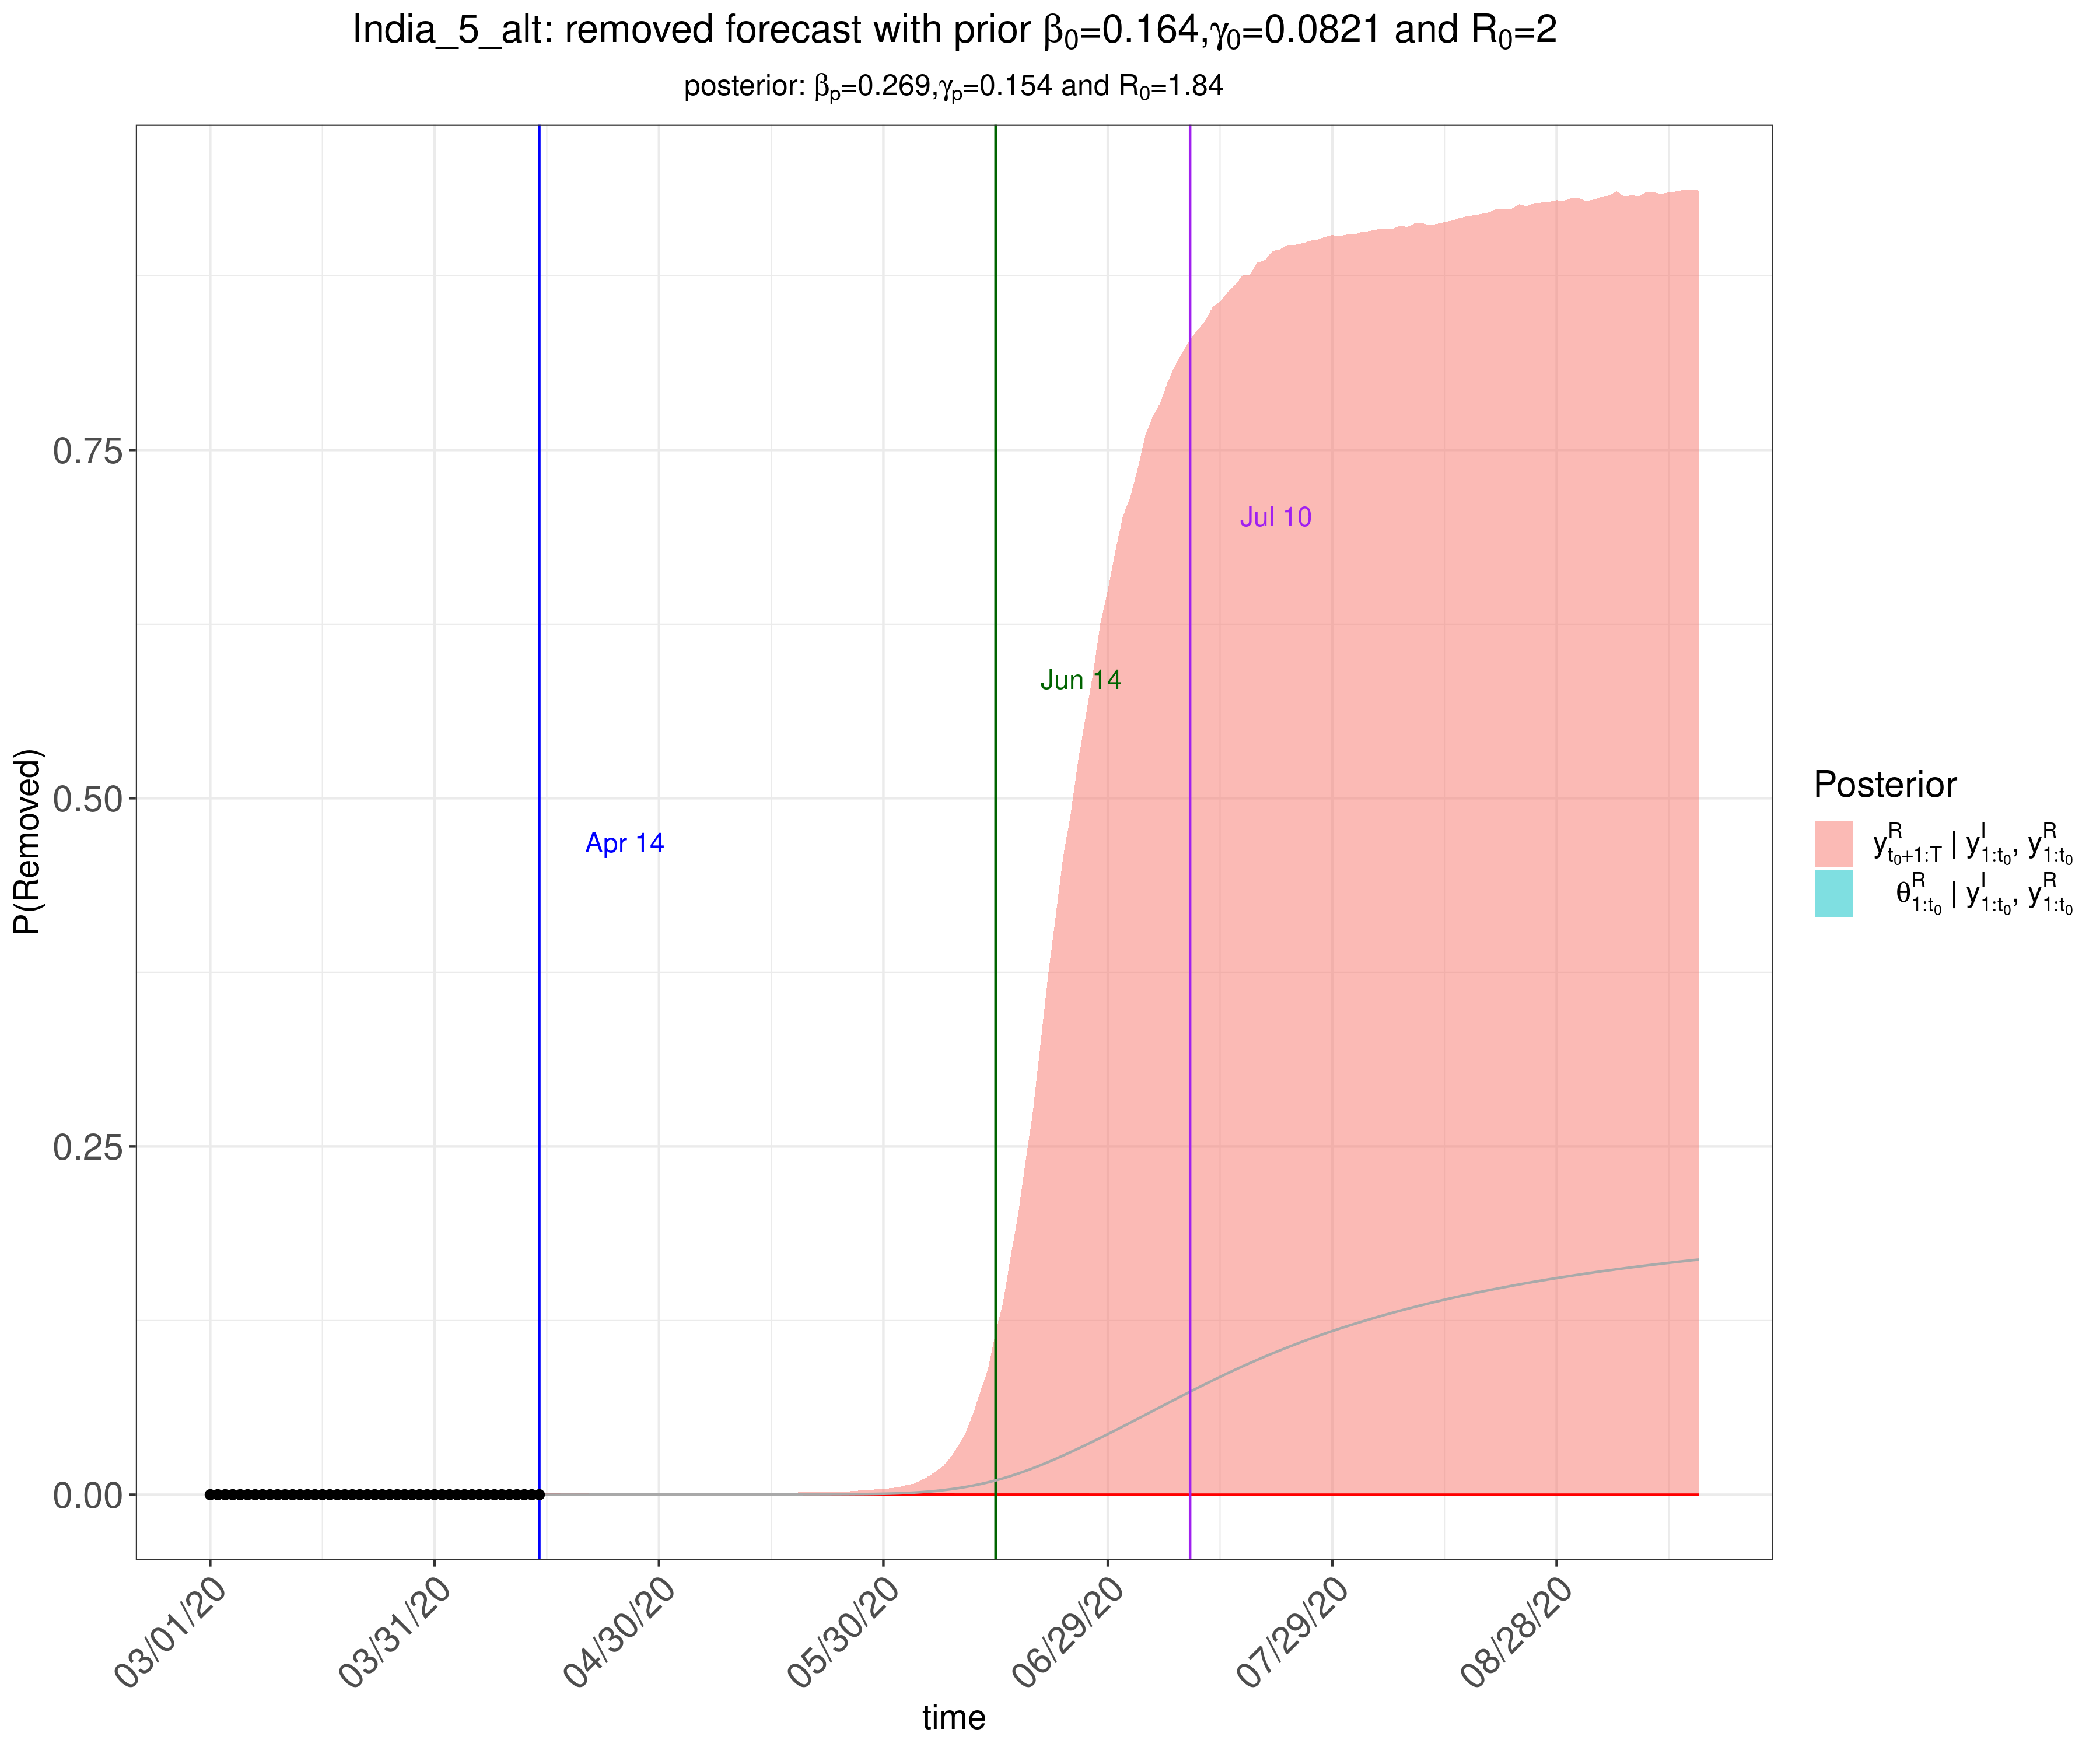 India_5_alt: removed forecast with prior β₀=0.164,γ₀=0.0821 and R₀=2
posterior: βₚ=0.269,γₚ=0.154 and R₀=1.84
P(Removed)
0.75
0.50
0.25
0.00
Jul 10
Jun 14
Apr 14
03/01/20
03/31/20
04/30/20
05/30/20
06/29/20
07/29/20
08/28/20
time
Posterior
y^R_{t₀+1:T} | y^I_{1:t₀}, y^R_{1:t₀}
θ^R_{1:t₀} | y^I_{1:t₀}, y^R_{1:t₀}